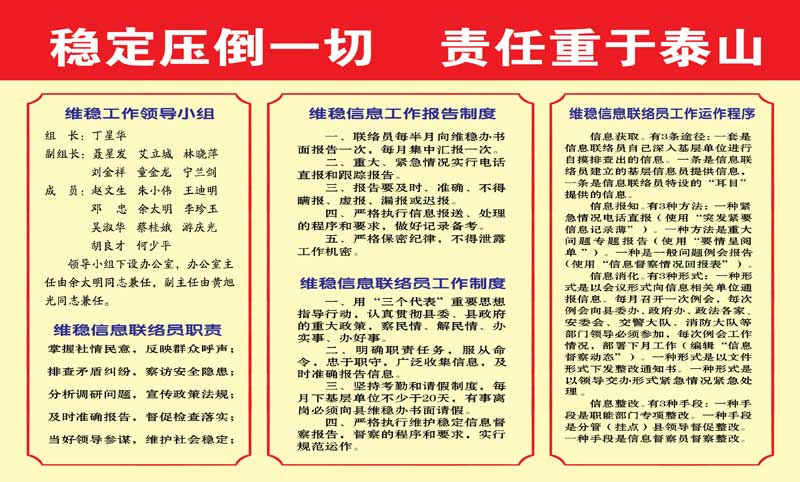 稳定压倒一切 责任重于泰山
维稳工作领导小组
组 长：丁星华
副组长：聂星发 艾立城 林晓萍
刘金祥 童金龙 宁兰剑
成 员：赵文生 朱小伟 王迪明
邓 忠 余太明 李珍玉
吴淑华 蔡桂娥 游庆光
胡良才 何少平
领导小组下设办公室，办公室主
任由余太明同志兼任，副主任由黄旭
光同志兼任。
维稳信息联络员职责
掌握社情民意，反映群众呼声；
排查矛盾纠纷，察访安全隐患；
分析调研问题，宣传政策法规；
及时准确报告，督促检查落实；
当好领导参谋，维护社会稳定；
维稳信息工作报告制度
一、联络员每半月向维稳办书
面报告一次，每月集中汇报一次。
二、重大、紧急情况实行电话
直报和跟踪报告。
三、报告要及时、准确、不得
瞒报、虚报、漏报或迟报。
四、严格执行信息报送、处理
的程序和要求，做好记录备考。
五、严格保密纪律，不得泄露
工作机密。
维稳信息联络员工作制度
一、用“三个代表”重要思想
指导行动，认真贯彻县委、县政府
的重大政策，察民情、解民情、办
实事、办好事。
二、明确职责任务，服从命
令，忠于职守，广泛收集信息，及
时准确报告信息。
三、坚持考勤和请假制度，每
月下基层单位不少于20天，有事离
岗必须向县维稳办书面请假。
四、严格执行维护稳定信息督
察报告，督察的程序和要求，实行
规范运作。
维稳信息联络员工作运作程序
信息获取。有3条途径：一套是
信息联络员自己深入基层单位进行
自摸排查出的信息。一条是信息联
络员建立的基层信息员提供信息，
一条是信息联络员特设的“耳目”
提供的信息。
信息报知。有3种方法：一种紧
急情况电话直报（使用“突发紧要
信息记录薄”）。一种方法是重大
问题专题报告（使用“要情呈阅
单”）。一种是一般问题例会报告
（使用“信息督察情况回报表”）。
信息消化。有3种形式：一种形
式是以会议形式向信息相关单位通
报信息。每月召开一次例会，每次
例会向县委办、政府办、政法各家、
安委会、交警大队、消防大队等
部门领导必须参加，每次例会工作
情况，部署下月工作（编辑“信息
督察动态”）。一种形式是以文件
形式下发整改通知书。一种形式是
以领导交办形式紧急情况紧急处
理。
信息整改。有3种手段：一种手
段是职能部门专项整改。一种手段
是分管（挂点）县领导督促整改。
一种手段是信息督察员督察整改。